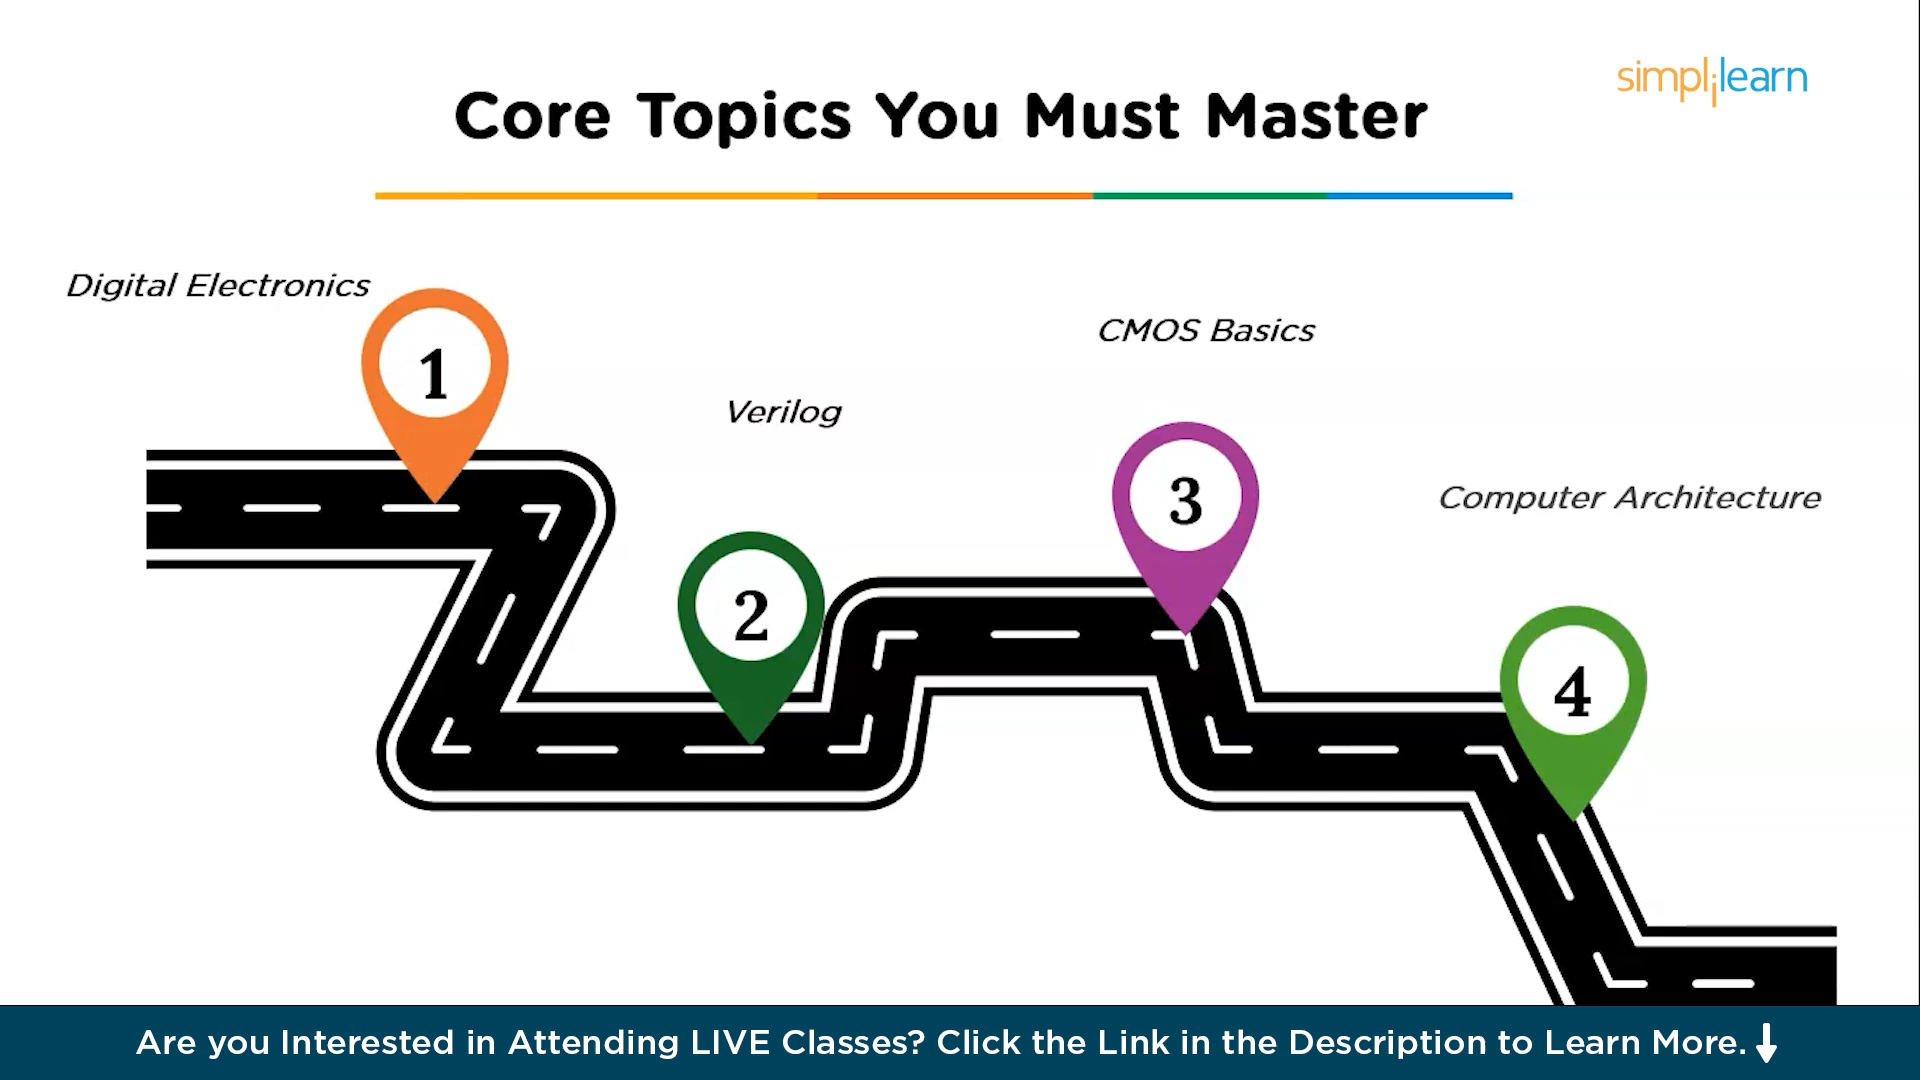 simplilearn
Core Topics You Must Master
Digital Electronics
1
Verilog
2
CMOS Basics
3
Computer Architecture
4
Are you Interested in Attending LIVE Classes? Click the Link in the Description to Learn More.